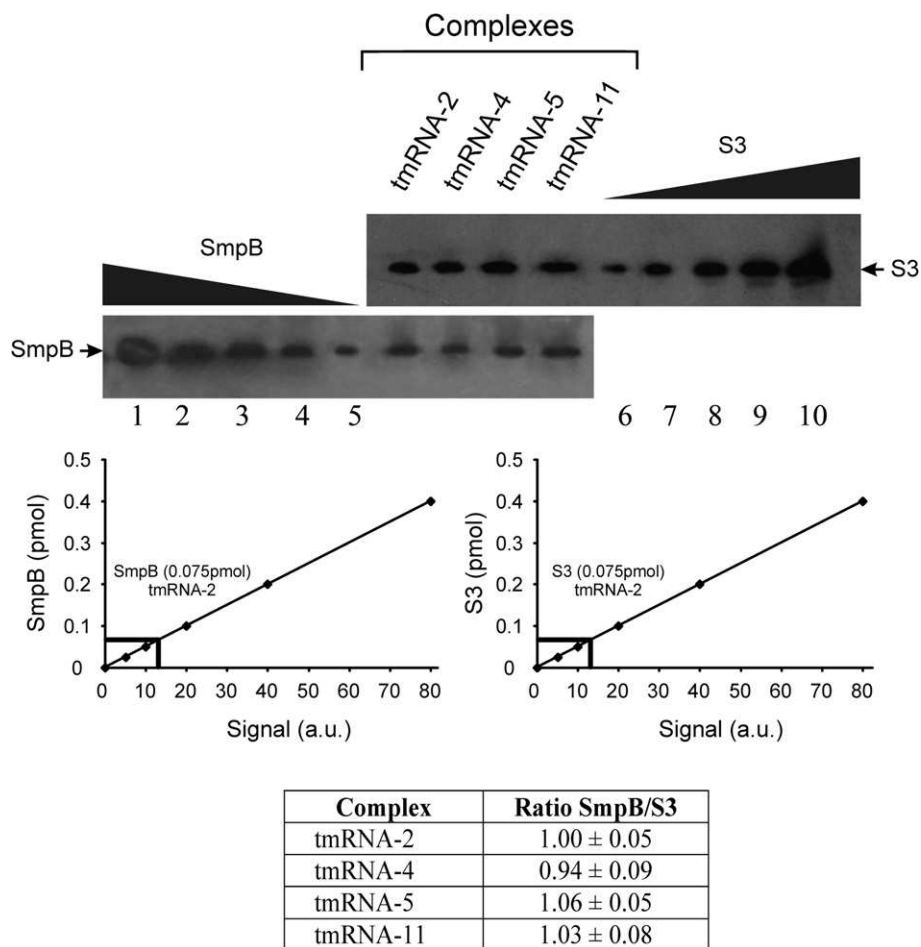 Complexes
tmRNA-2
tmRNA-4
tmRNA-5
tmRNA-11
S3
SmpB
S3
SmpB
1 2 3 4 5 6 7 8 9 10
0.5
0.4
0.3
0.2
0.1
0
SmpB (pmol)
SmpB (0.075pmol)
tmRNA-2
0 10 20 30 40 50 60 70 80
Signal (a.u.)
0.5
0.4
0.3
0.2
0.1
0
S3 (pmol)
S3 (0.075pmol)
tmRNA-2
0 10 20 30 40 50 60 70 80
Signal (a.u.)
Complex Ratio SmpB/S3
tmRNA-2 1.00 ± 0.05
tmRNA-4 0.94 ± 0.09
tmRNA-5 1.06 ± 0.05
tmRNA-11 1.03 ± 0.08